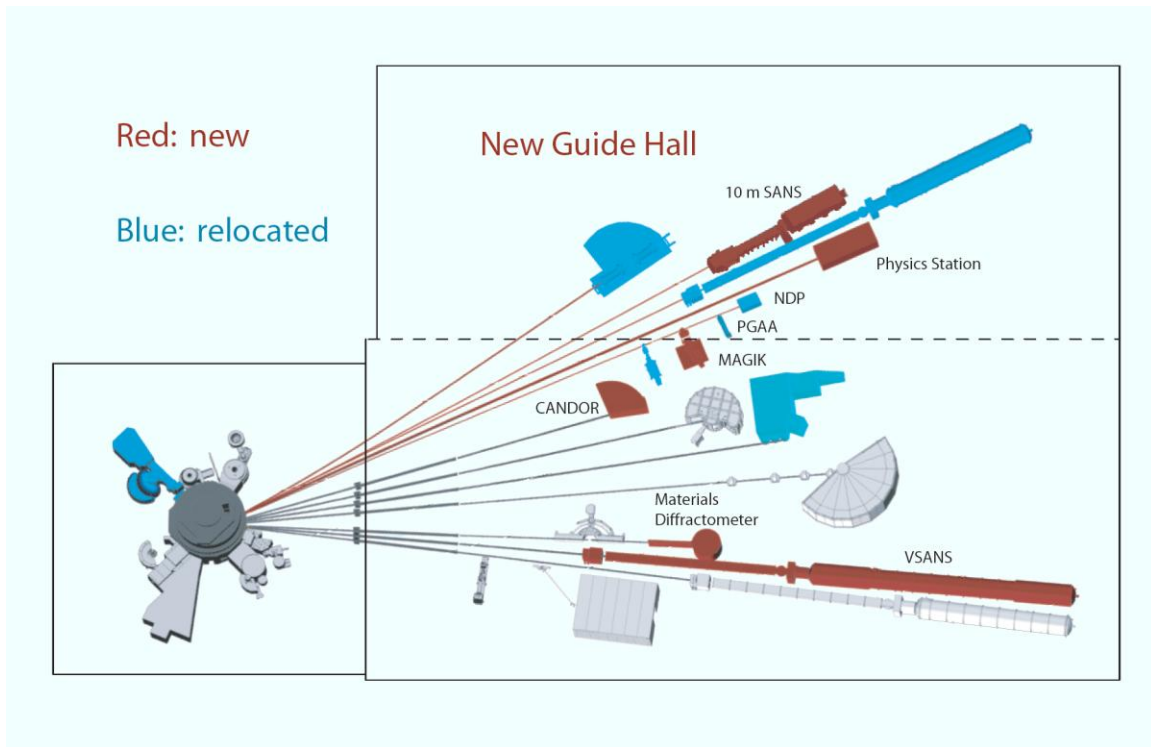 Red: new
New Guide Hall
Blue: relocated
10 m SANS
Physics Station
NDP
PGAA
MAGIK
CANDOR
Materials
Diffractometer
VSANS